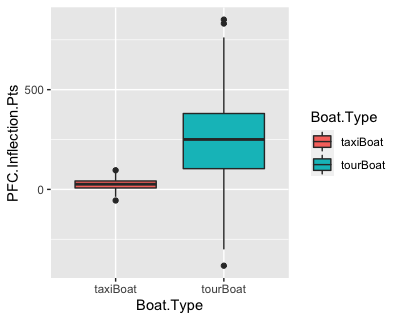 PFC.Inflection.Pts
500
0
taxiBoat tourBoat
Boat.Type
Boat.Type
taxiBoat
tourBoat